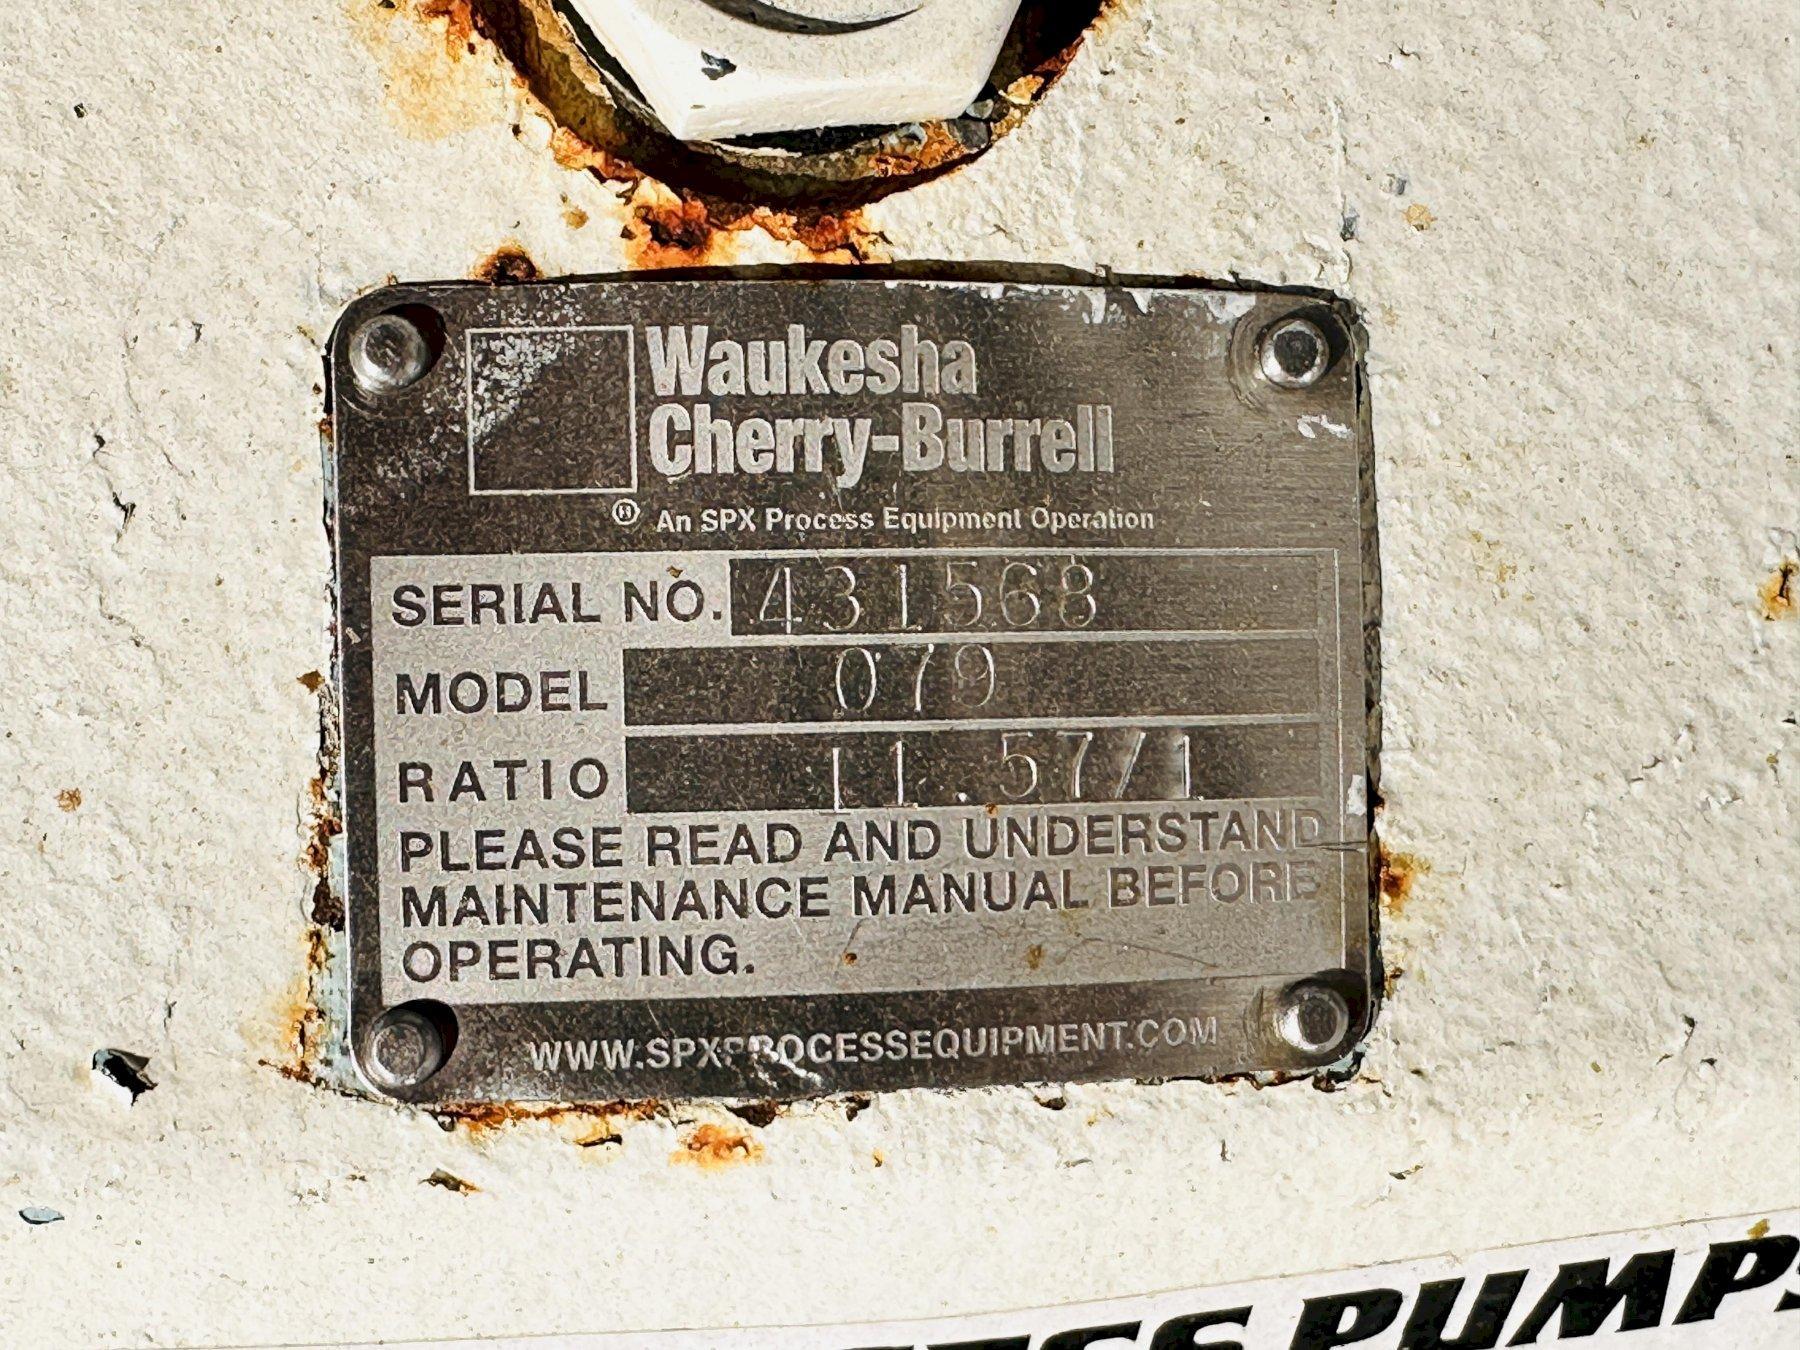 Waukesha
Cherry-Burrell
® An SPX Process Equipment Operation
SERIAL NO. 431568
MODEL 079
RATIO 11.57/1
PLEASE READ AND UNDERSTAND
MAINTENANCE MANUAL BEFORE
OPERATING.
WWW.SPXPROCESSEQUIPMENT.COM
PUMPS